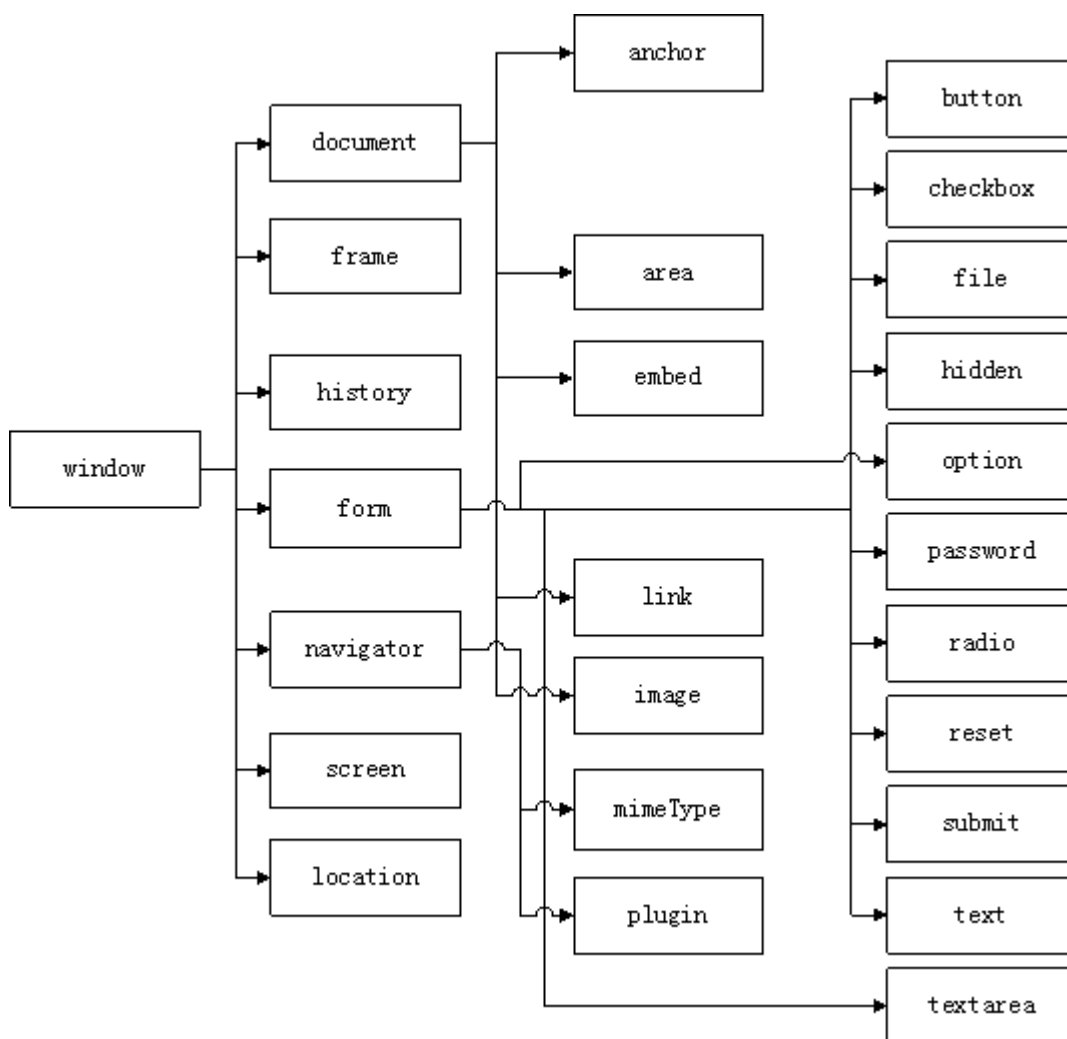 window
document
frame
history
form
navigator
screen
location
anchor
area
embed
link
image
mimeType
plugin
button
checkbox
file
hidden
option
password
radio
reset
submit
text
textarea